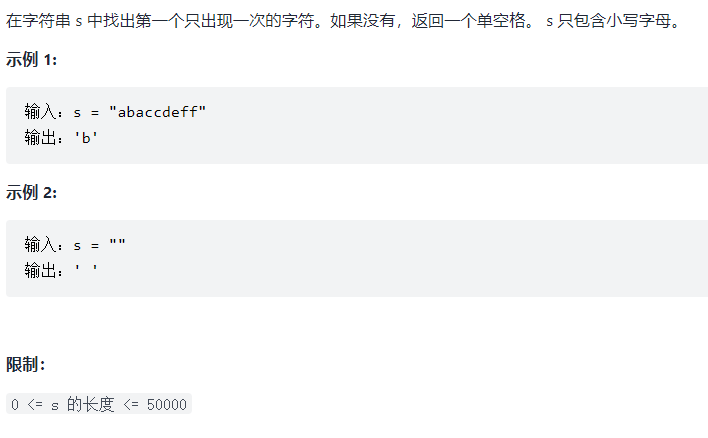 在字符串 s 中找出第一个只出现一次的字符。如果没有，返回一个单空格。 s 只包含小写字母。
示例 1:
输入：s = "abaccdeff"
输出：'b'
示例 2:
输入：s = ""
输出：' '
限制：
0 <= s 的长度 <= 50000